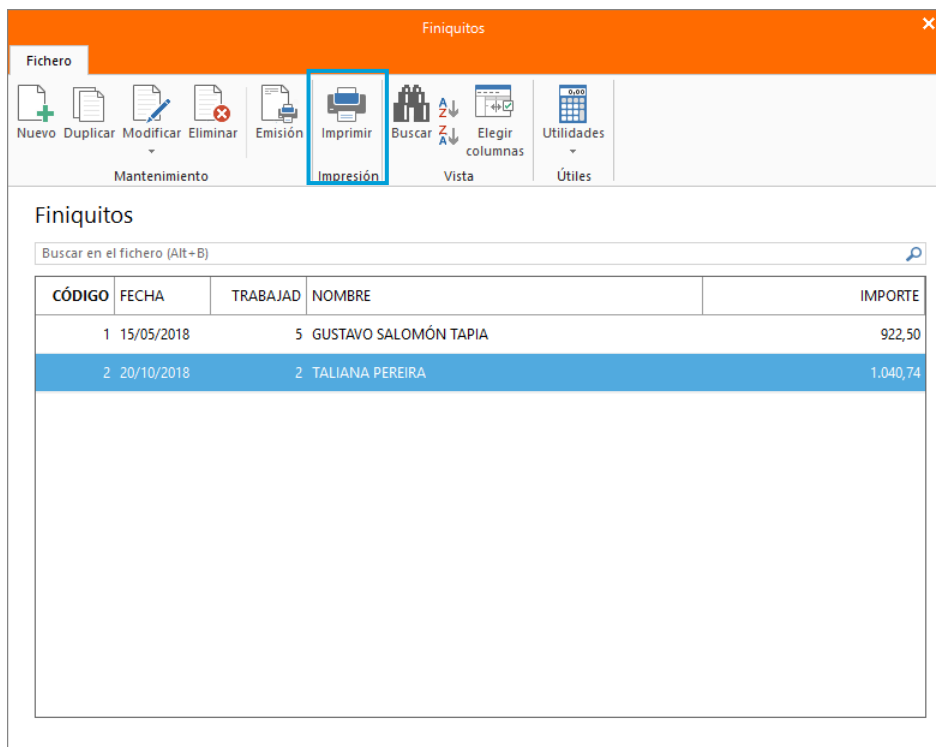 Finiquitos
Fichero
Nuevo Duplicar Modificar Eliminar Emisión Imprimir Buscar A Z Z A Elegir columnas 0,00 Utilidades
Mantenimiento Impresión Vista Útiles
Finiquitos
Buscar en el fichero (Alt+B)
CÓDIGO FECHA TRABAJAD NOMBRE IMPORTE
1 15/05/2018 5 GUSTAVO SALOMÓN TAPIA 922,50
2 20/10/2018 2 TALIANA PEREIRA 1.040,74